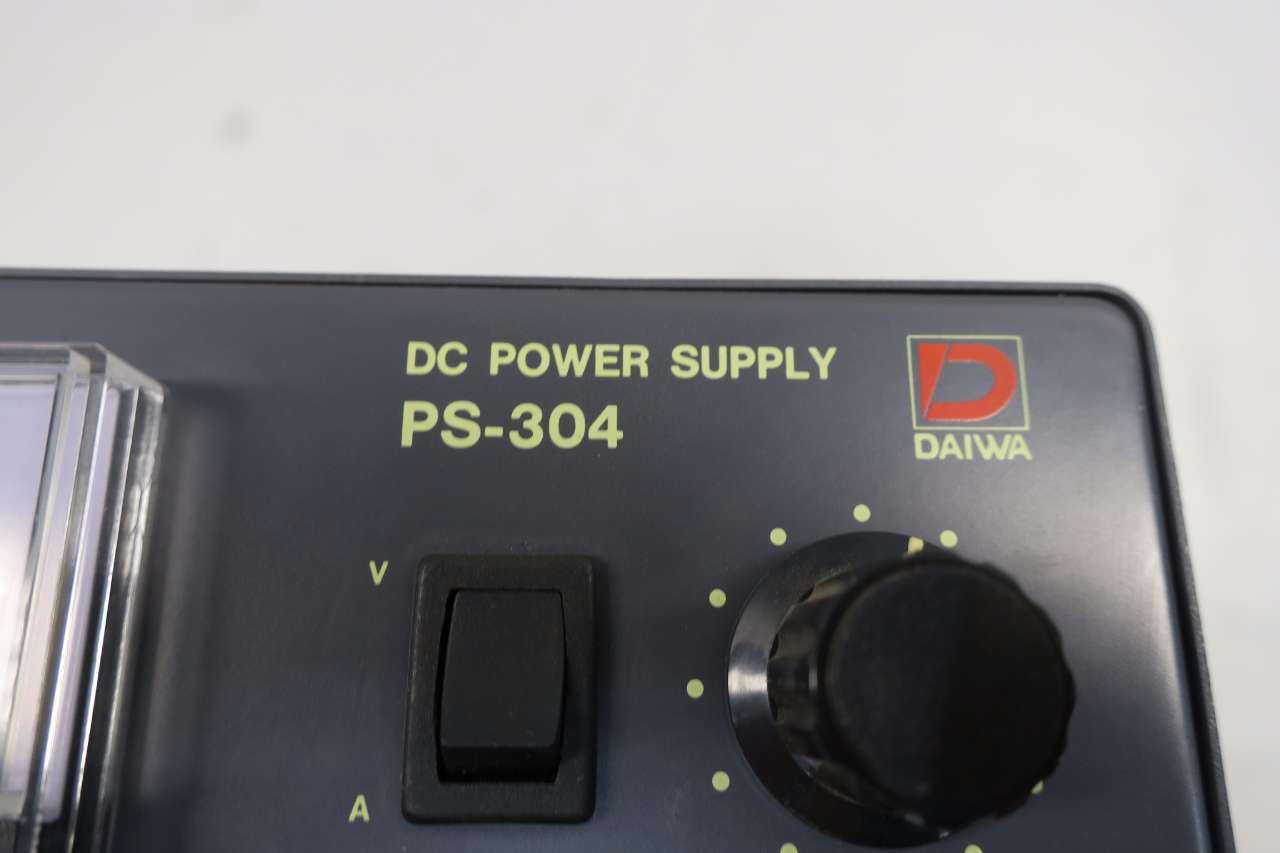 DC POWER SUPPLY
PS-304
D
DAIWA
V
A